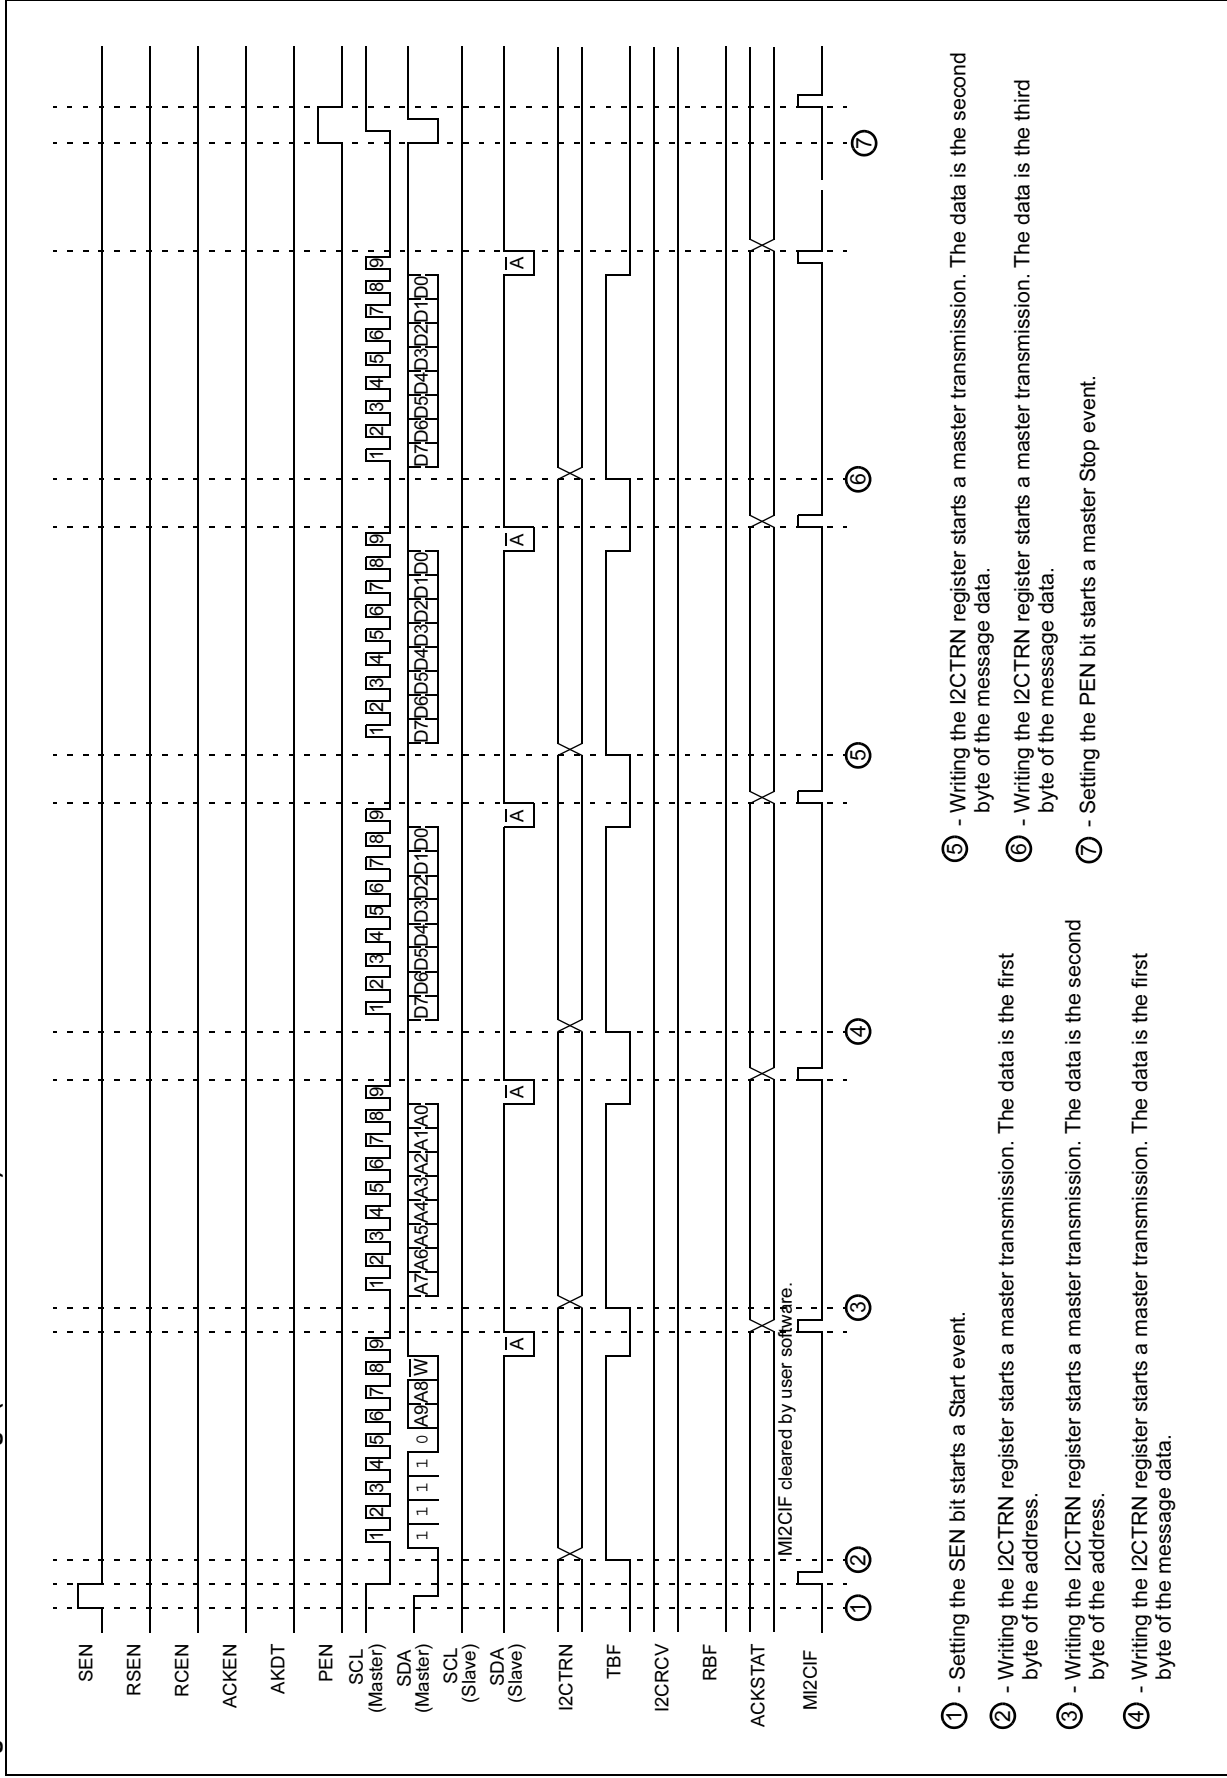 SEN
RSEN
RCEN
ACKEN
AKDT
PEN
SCL
(Master)
1 2 3 4 5 6 7 8 9 1 2 3 4 5 6 7 8 9 1 2 3 4 5 6 7 8 9 1 2 3 4 5 6 7 8 9 1 2 3 4 5 6 7 8 9
SDA
(Master)
1 1 1 1 0 A9 A8 W A7 A6 A5 A4 A3 A2 A1 A0 D7 D6 D5 D4 D3 D2 D1 D0 D7 D6 D5 D4 D3 D2 D1 D0 D7 D6 D5 D4 D3 D2 D1 D0
SCL
(Slave)
SDA
(Slave)
A A A A A
I2CTRN
TBF
I2CRCV
RBF
ACKSTAT
MI2CIF cleared by user software.
MI2CIF
1 2 3 4 5 6 7
1 - Setting the SEN bit starts a Start event.
2 - Writing the I2CTRN register starts a master transmission. The data is the first
byte of the address.
3 - Writing the I2CTRN register starts a master transmission. The data is the second
byte of the address.
4 - Writing the I2CTRN register starts a master transmission. The data is the first
byte of the message data.
5 - Writing the I2CTRN register starts a master transmission. The data is the second
byte of the message data.
6 - Writing the I2CTRN register starts a master transmission. The data is the third
byte of the message data.
7 - Setting the PEN bit starts a master Stop event.